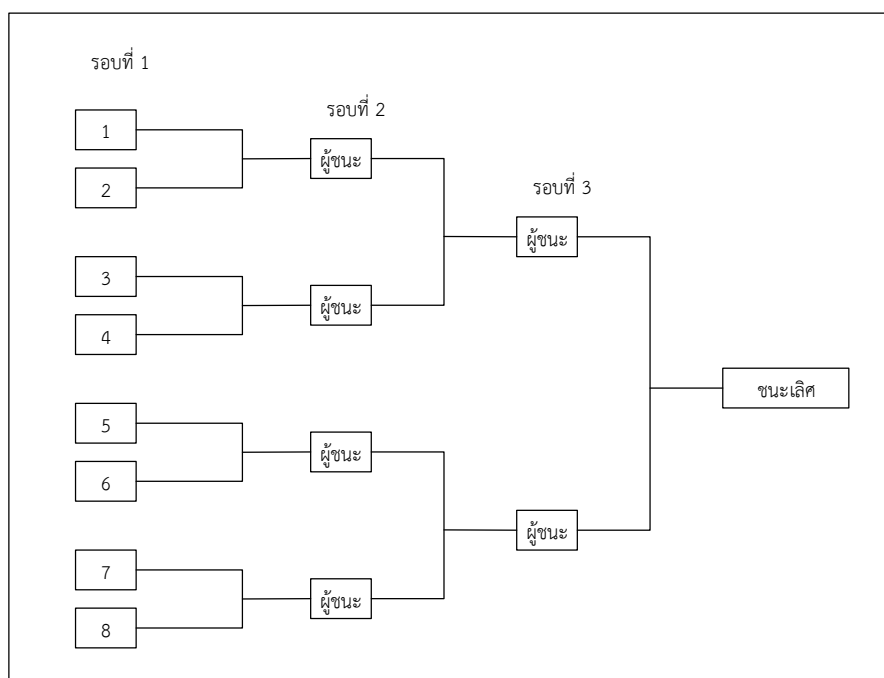 รอบที่ 1
รอบที่ 2
รอบที่ 3
1
2
3
4
5
6
7
8
ผู้ชนะ
ผู้ชนะ
ผู้ชนะ
ผู้ชนะ
ผู้ชนะ
ผู้ชนะ
ชนะเลิศ